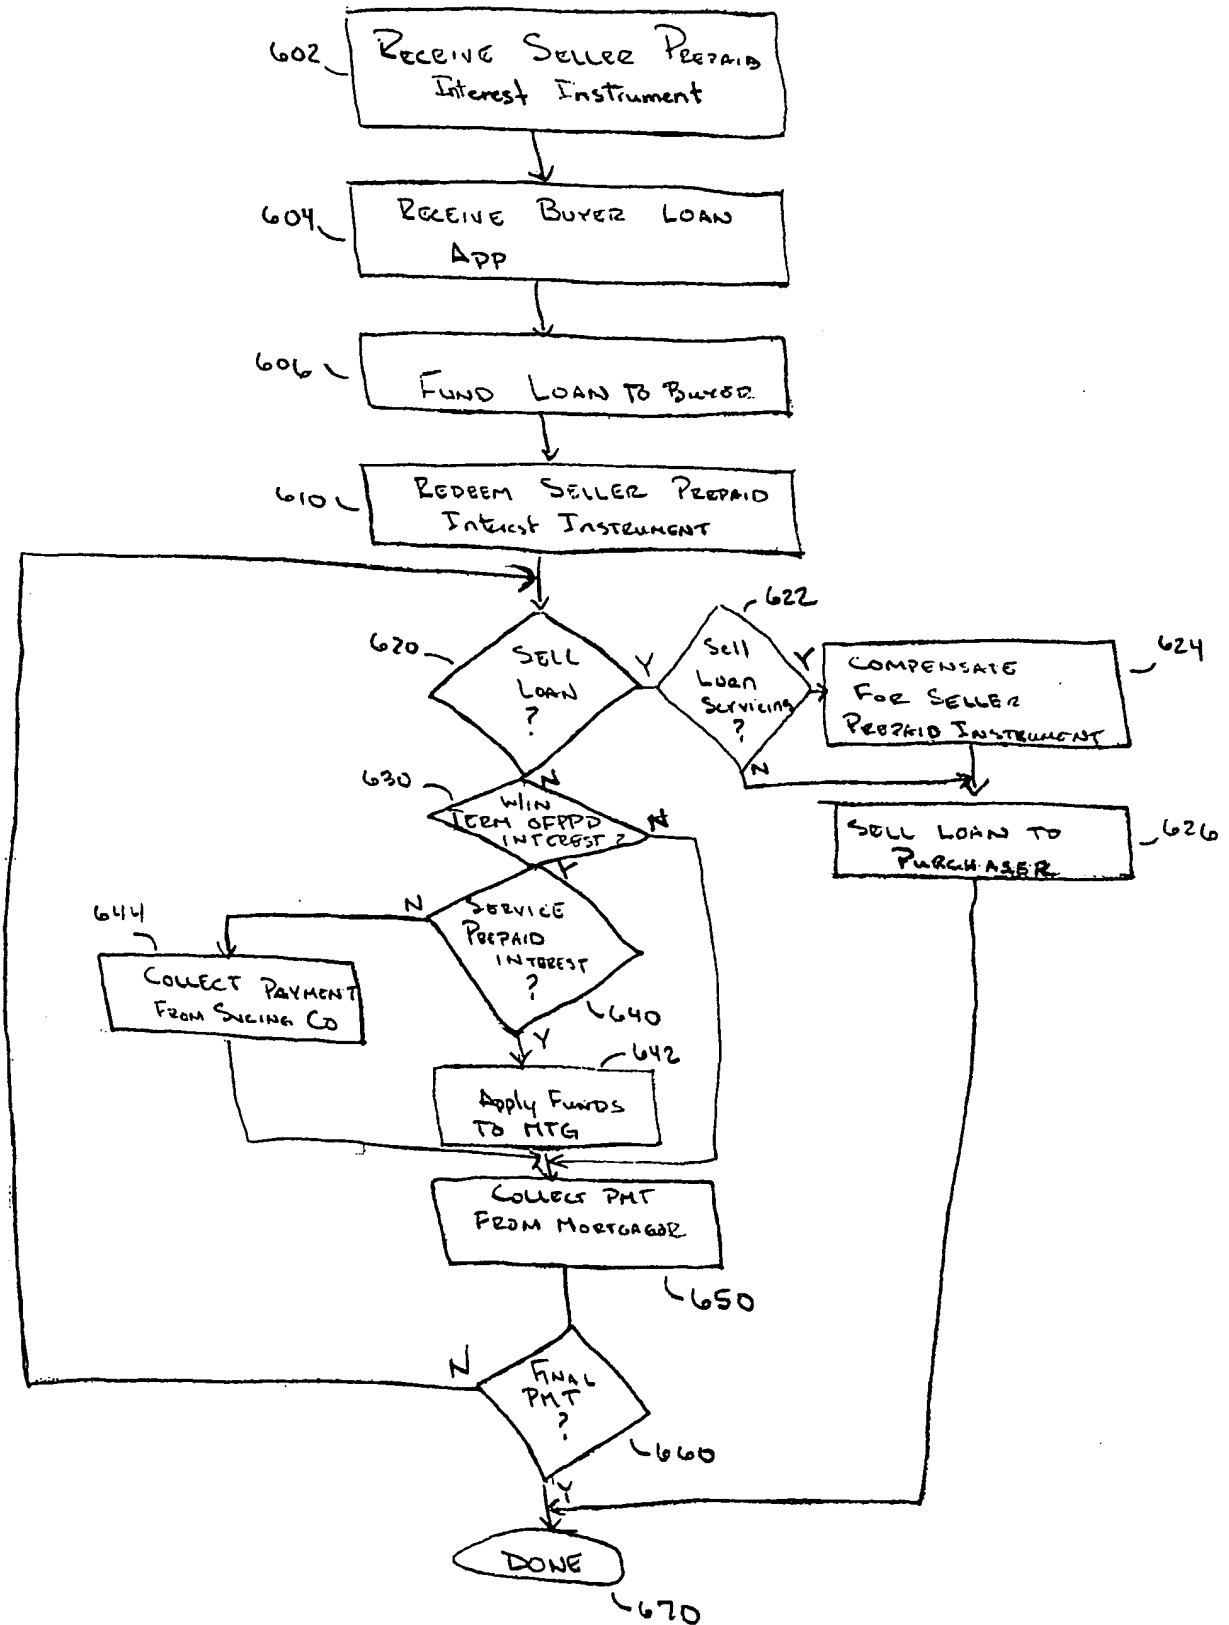 602
RECEIVE SELLER PREPAID
Interest Instrument
604
RECEIVE BUYER LOAN
APP
606
FUND LOAN TO BUYER
610
REDEEM SELLER PREPAID
Interest INSTRUMENT
620
SELL
LOAN
?
Y
N
622
Sell
Loan
Servicing
?
Y
N
624
COMPENSATE
FOR SELLER
PREPAID INSTRUMENT
626
SELL LOAN TO
PURCHASER
630
W/IN
TERM OF PPD
INTEREST?
N
Y
SERVICE
PREPAID
INTEREST
?
640
N
Y
644
COLLECT PAYMENT
FROM SVCING CO
642
Apply FUNDS
TO MTG
COLLECT PMT
FROM MORTGAGOR
650
FINAL
PMT
?
660
N
Y
DONE
670